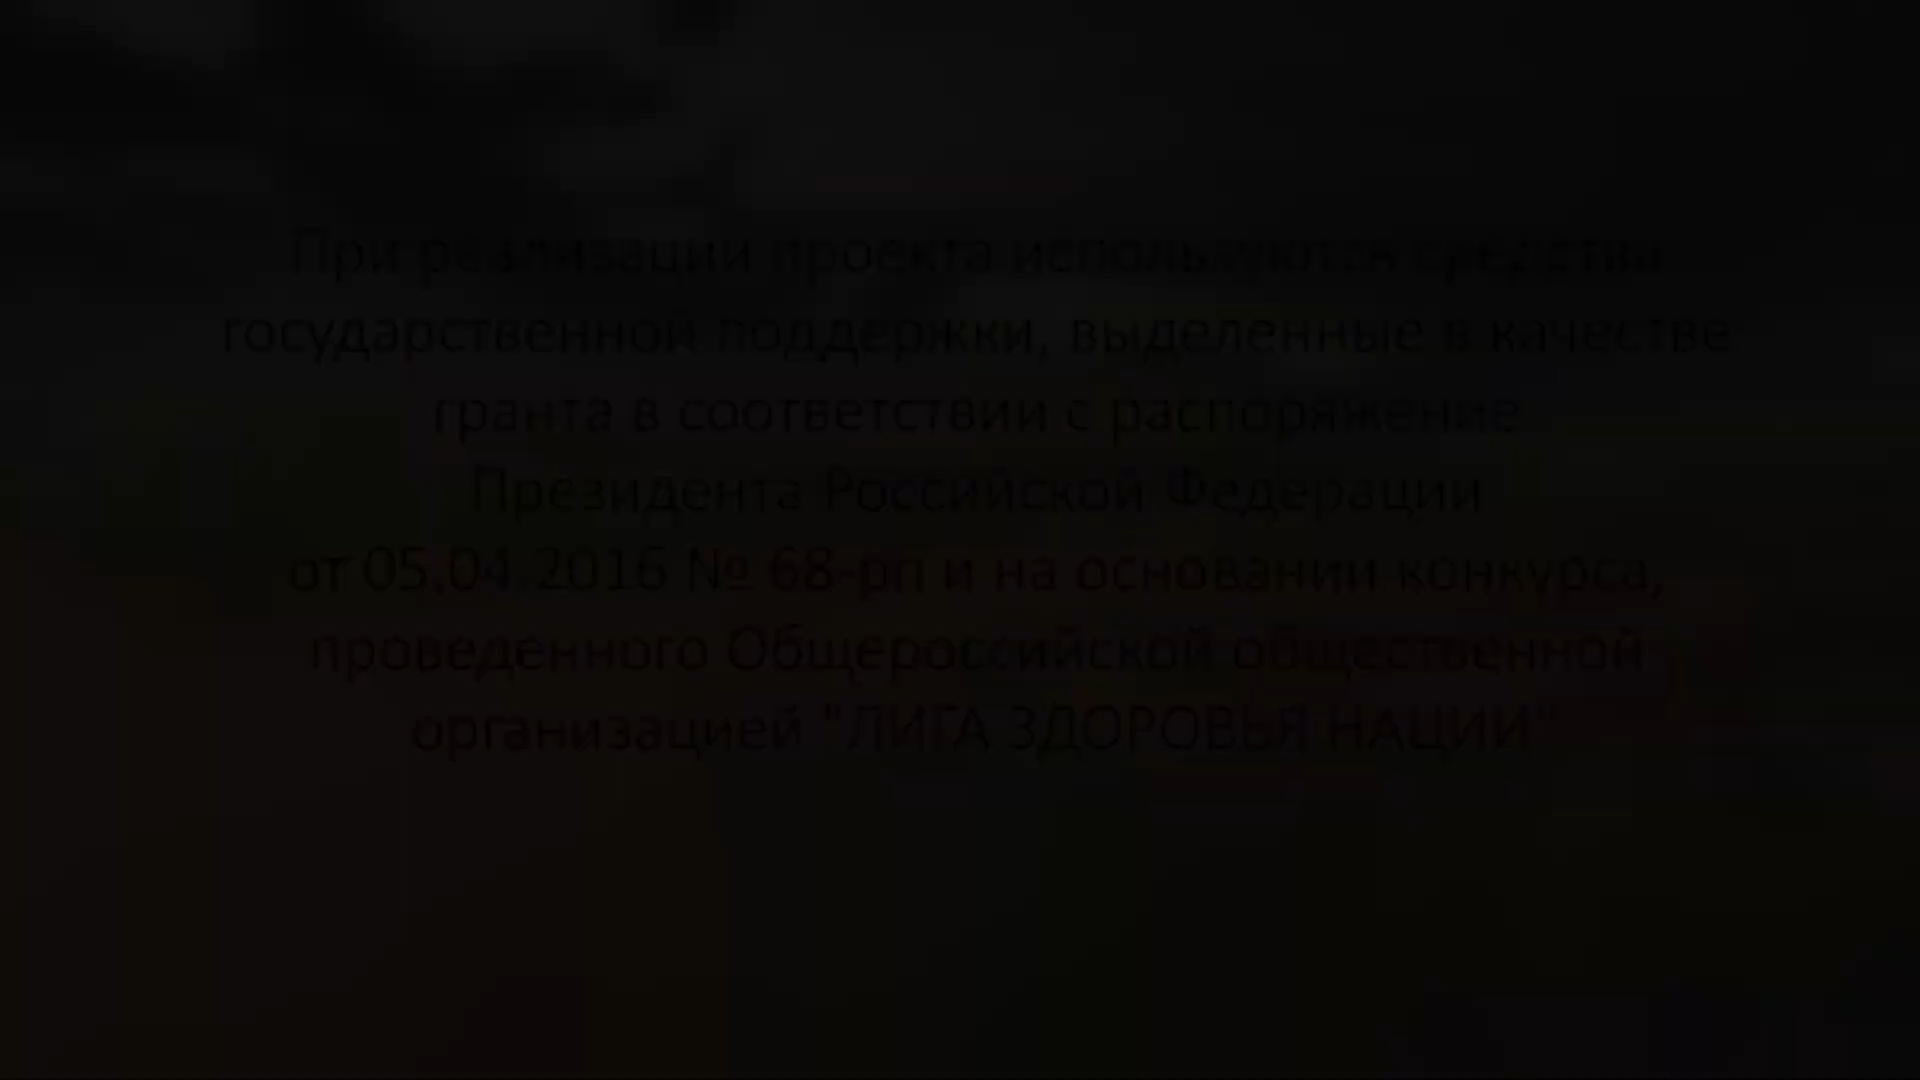 При реализации проекта используются средства
государственной поддержки, выделенные в качестве
гранта в соответствии с распоряжение
Президента Российской Федерации
от 05.04.2016 № 68-рп и на основании конкурса,
проведенного Общероссийской общественной
организацией "ЛИГА ЗДОРОВЬЯ НАЦИИ"